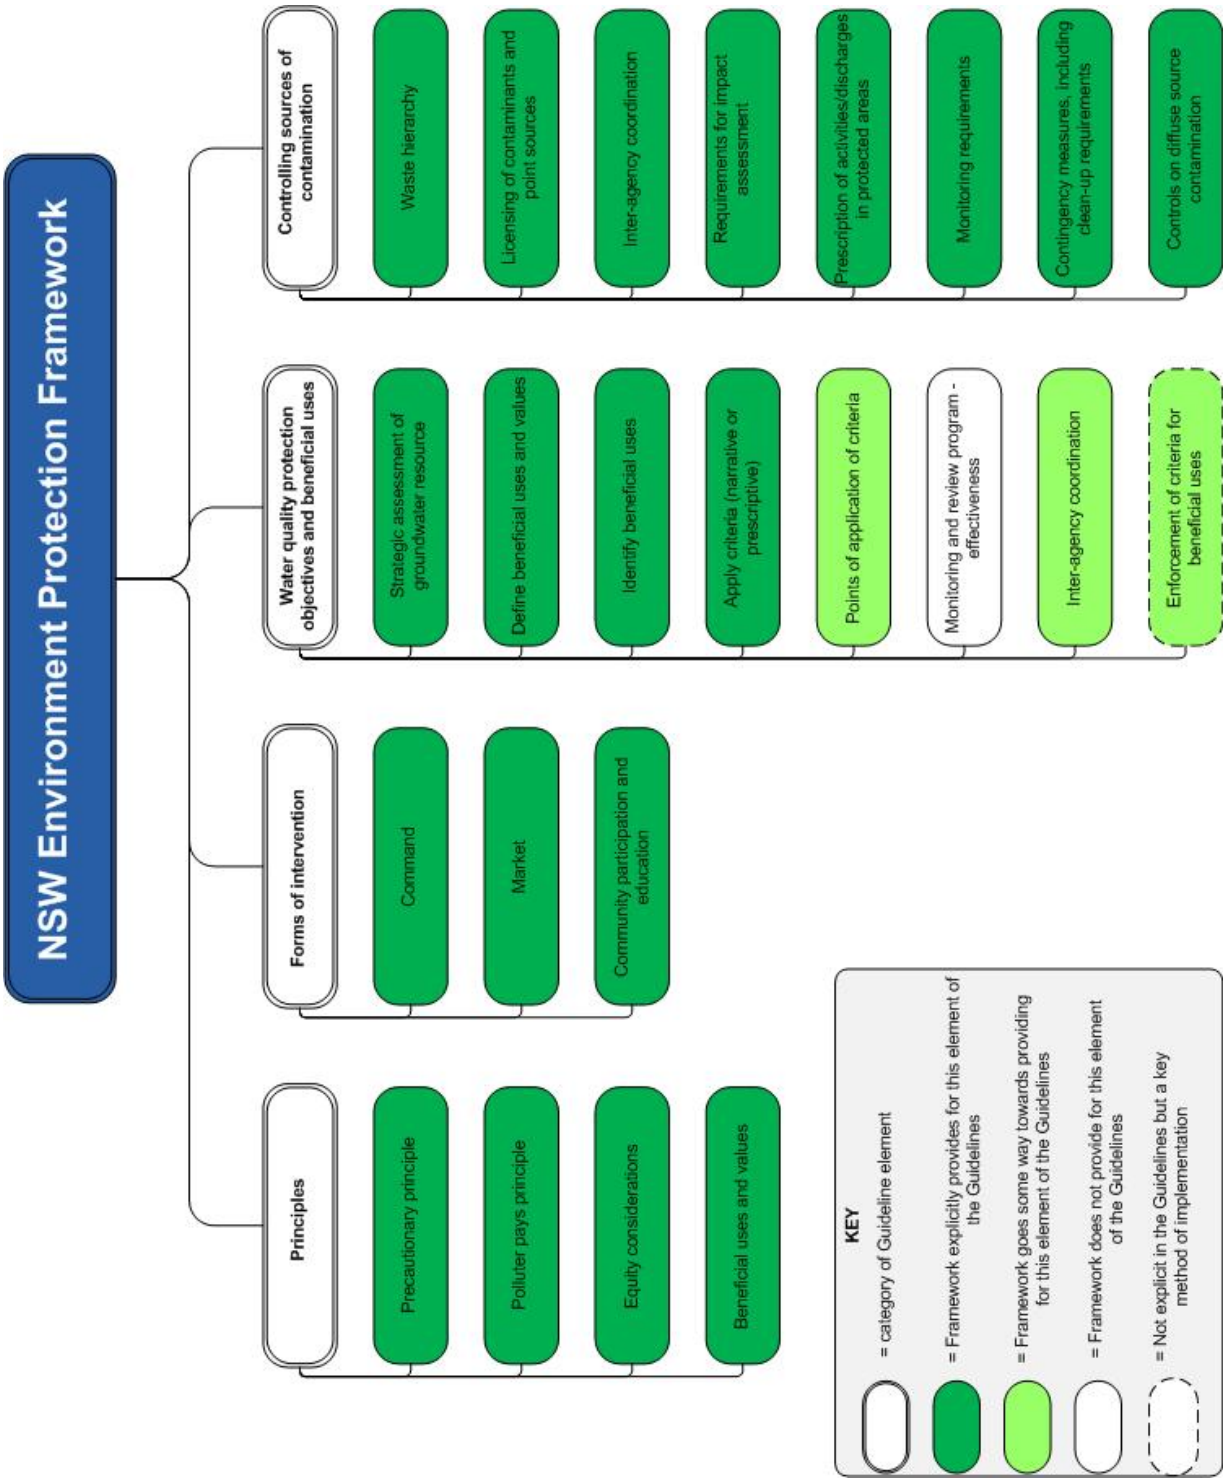 NSW Environment Protection Framework
Principles
Precautionary principle
Polluter pays principle
Equity considerations
Beneficial uses and values
Forms of intervention
Command
Market
Community participation and
education
Water quality protection
objectives and beneficial uses
Strategic assessment of
groundwater resource
Define beneficial uses and values
Identify beneficial uses
Apply criteria (narrative or
prescriptive)
Points of application of criteria
Monitoring and review program -
effectiveness
Inter-agency coordination
Enforcement of criteria for
beneficial uses
Controlling sources of
contamination
Waste hierarchy
Licensing of contaminants and
point sources
Inter-agency coordination
Requirements for impact
assessment
Prescription of activities/discharges
in protected areas
Monitoring requirements
Contingency measures, including
clean-up requirements
Controls on diffuse source
contamination
KEY
= category of Guideline element
= Framework explicitly provides for this element of
the Guidelines
= Framework goes some way towards providing
for this element of the Guidelines
= Framework does not provide for this element
of the Guidelines
= Not explicit in the Guidelines but a key
method of implementation